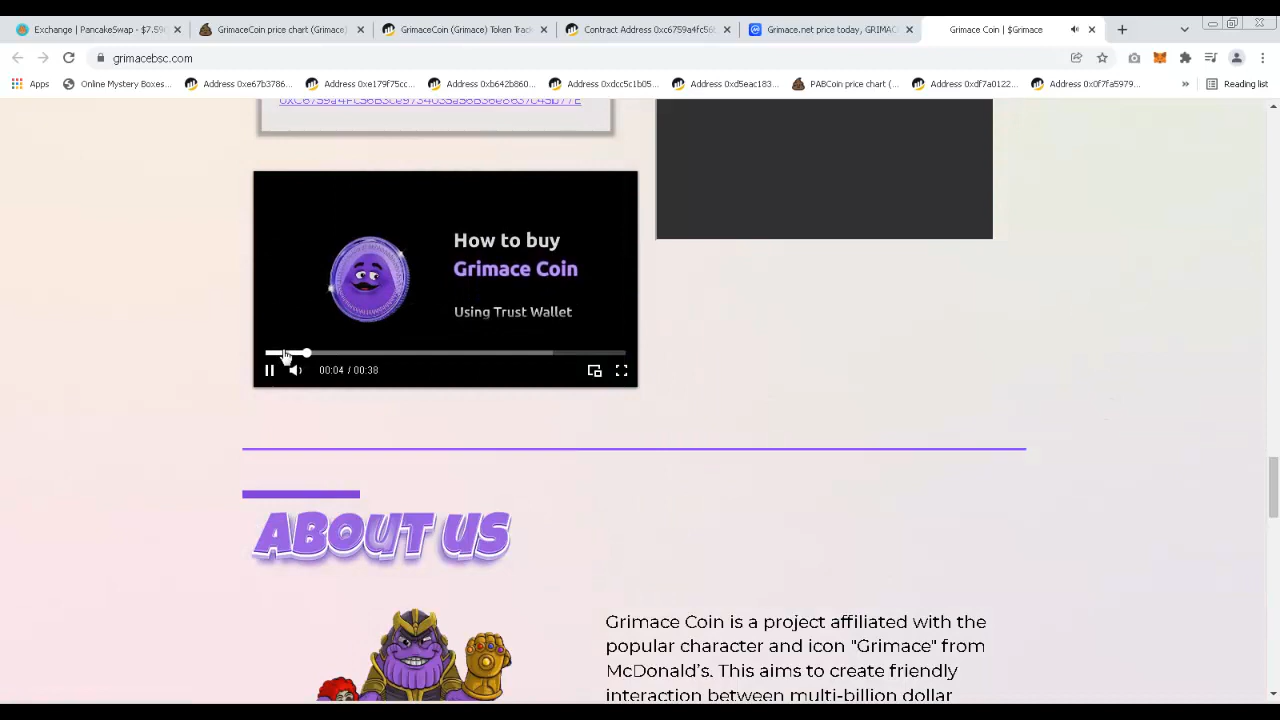 Exchange | PancakeSwap - $7.59
GrimaceCoin price chart (Grimace)
GrimaceCoin (Grimace) Token Trac
Contract Address 0xc6759a4fc56
Grimace.net price today, GRIMAC
Grimace Coin | $Grimace
grimacebsc.com
Apps
Online Mystery Boxes...
Address 0xe67b3786...
Address 0xe179f75cc...
Address 0xb642b860...
Address 0xdcc5c1b05...
Address 0xd5eac183...
PABCoin price chart (...
Address 0xdf7a0122...
Address 0x0f7fa5979...
»
Reading list
How to buy
Grimace Coin
Using Trust Wallet
00:04 / 00:38
ABOUT US
Grimace Coin is a project affiliated with the
popular character and icon "Grimace" from
McDonald's. This aims to create friendly
interaction between multi-billion dollar